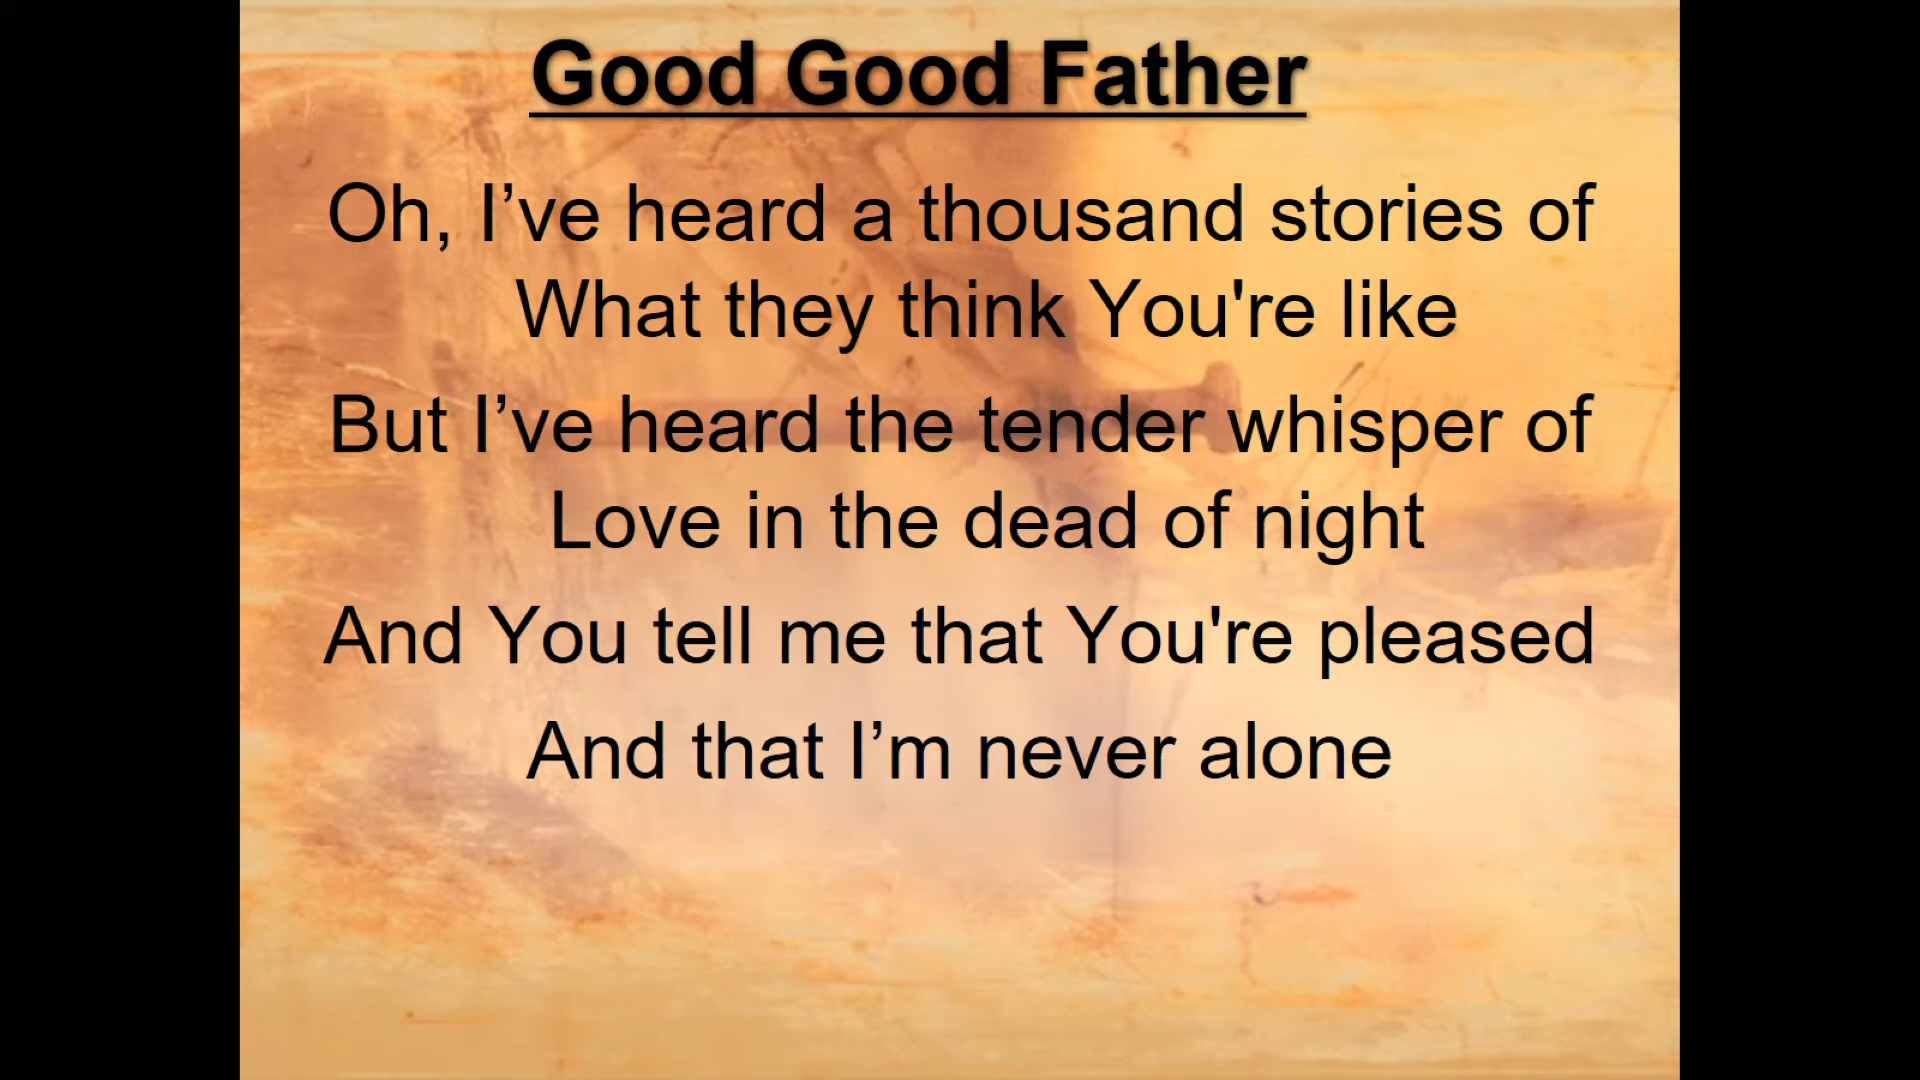 Good Good Father
Oh, I’ve heard a thousand stories of
What they think You're like
But I’ve heard the tender whisper of
Love in the dead of night
And You tell me that You're pleased
And that I’m never alone